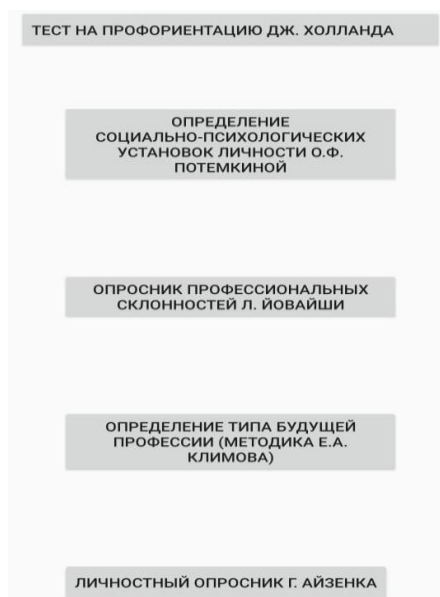 ТЕСТ НА ПРОФОРИЕНТАЦИЮ ДЖ. ХОЛЛАНДА
ОПРЕДЕЛЕНИЕ
СОЦИАЛЬНО-ПСИХОЛОГИЧЕСКИХ
УСТАНОВОК ЛИЧНОСТИ О.Ф.
ПОТЕМКИНОЙ
ОПРОСНИК ПРОФЕССИОНАЛЬНЫХ
СКЛОННОСТЕЙ Л. ЙОВАЙШИ
ОПРЕДЕЛЕНИЕ ТИПА БУДУЩЕЙ
ПРОФЕССИИ (МЕТОДИКА Е.А.
КЛИМОВА)
ЛИЧНОСТНЫЙ ОПРОСНИК Г. АЙЗЕНКА